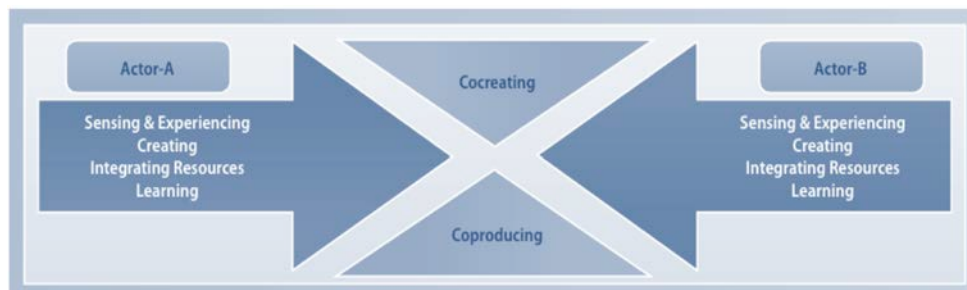 Actor-A
Sensing & Experiencing
Creating
Integrating Resources
Learning
Cocreating
Coproducing
Actor-B
Sensing & Experiencing
Creating
Integrating Resources
Learning